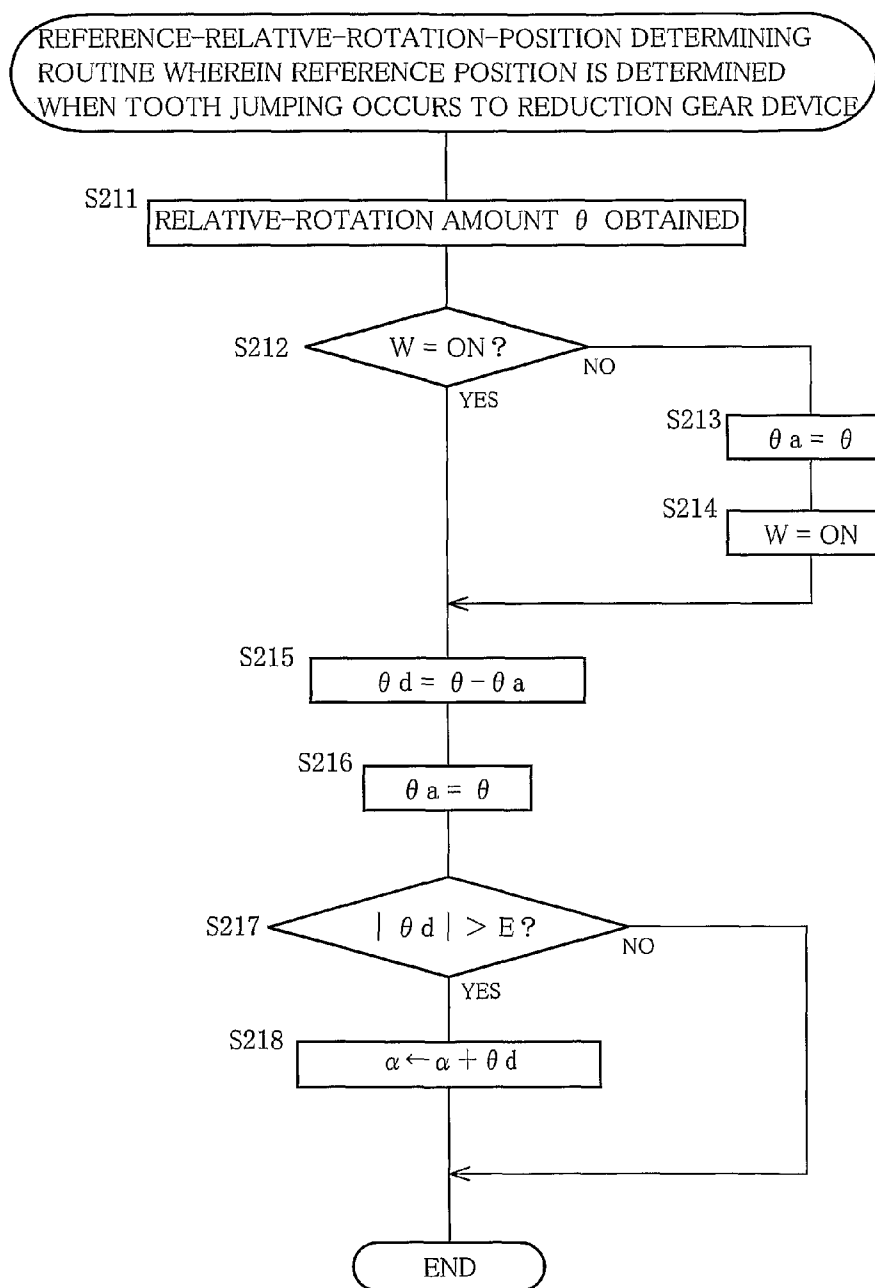 REFERENCE-RELATIVE-ROTATION-POSITION DETERMINING
ROUTINE WHEREIN REFERENCE POSITION IS DETERMINED
WHEN TOOTH JUMPING OCCURS TO REDUCTION GEAR DEVICE
S211
RELATIVE-ROTATION AMOUNT θ OBTAINED
S212
W = ON?
NO
YES
S213
θ a = θ
S214
W = ON
S215
θ d = θ - θ a
S216
θ a = θ
S217
| θ d | > E?
NO
YES
S218
α ← α + θ d
END